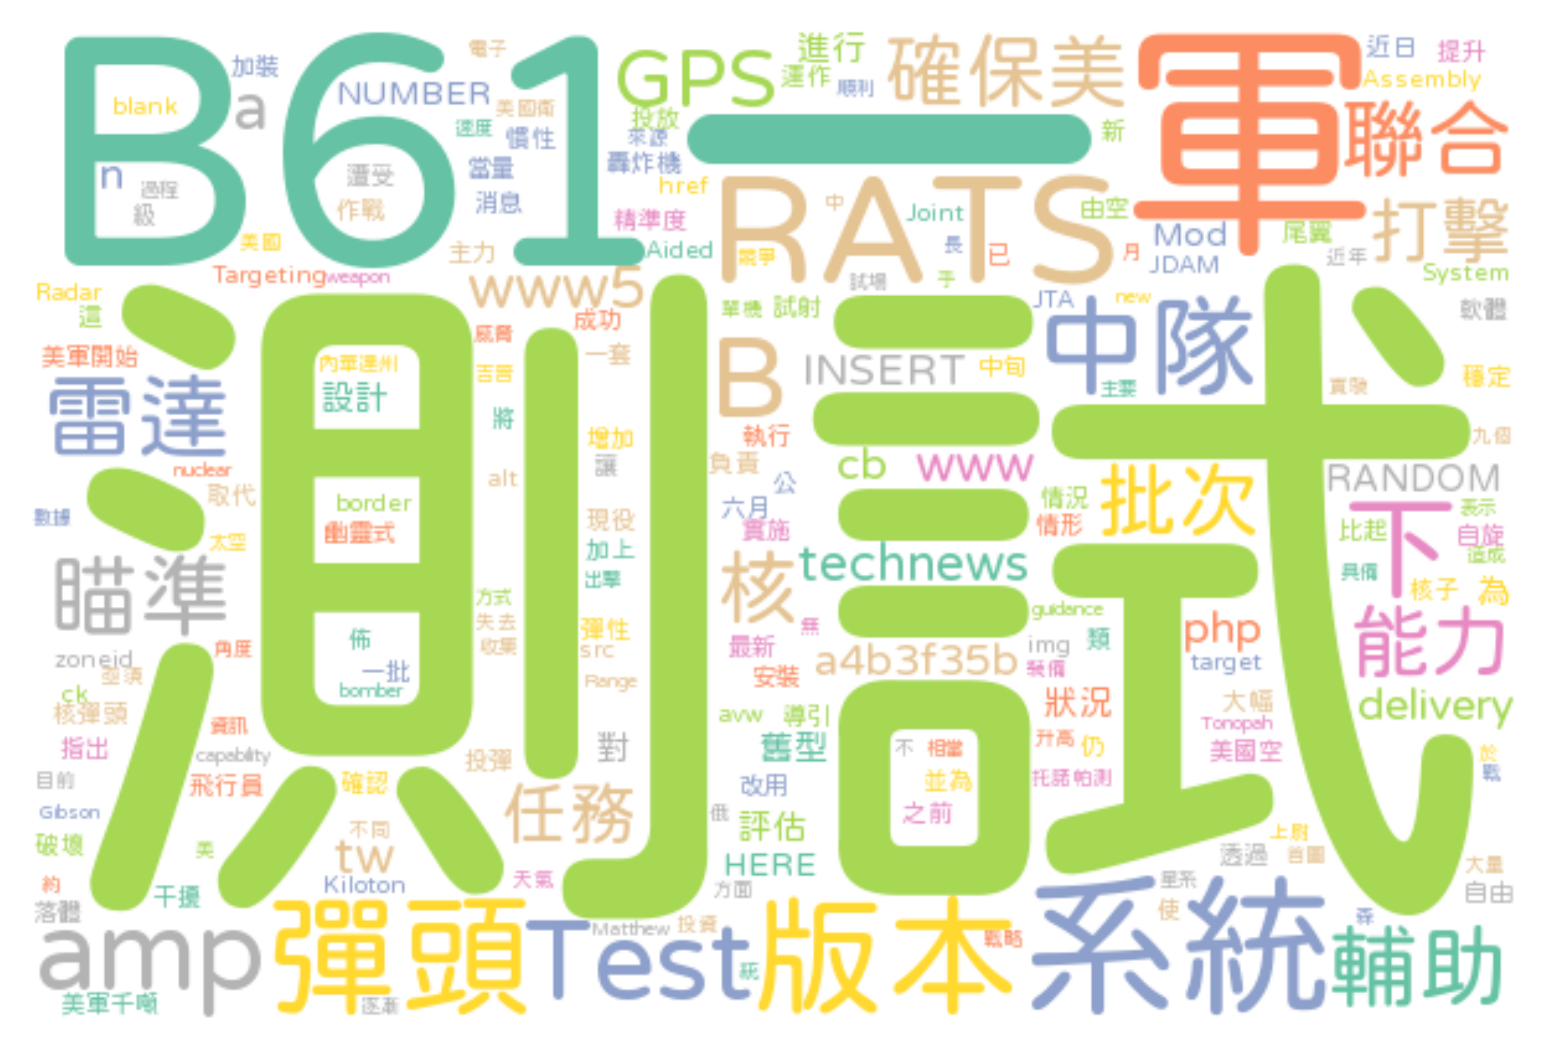 B61
一
軍
測試
RATS
GPS
確保美
聯合
打擊
進行
運作
順利
近日
提升
Assembly
電子
加裝
NUMBER
美國衛
blank
a
速度
慣性
投放
來源
轟炸機
新
n
過程
級
遭受
作戰
當量
消息
href
精準度
中
Joint
由空
尾翼
Mod
JDAM
長
已
月
近年
System
美國
主力
Aided
競爭
Targeting
weapon
www5
試場
手
Radar
這
JTA
new
單機
試射
軟體
中隊
成功
威脅
美軍開始
一套
內華達州
設計
吉普
B
INSERT
中旬
主要
實驗
穩定
雷達
將
增加
執行
九個
讓
負責
cb
www
批次
RANDOM
nuclear
取代
alt
公
border
六月
情況
情形
下
表示
比起
自旋
造成
數據
太空
幽靈式
現役
實施
加上
出擊
核
technews
具備
核子
為
瞄準
方式
失去
收集
guidance
彈性
src
無
最新
img
類
php
target
能力
佈
一批
bomber
角度
zoneid
ck
核彈頭
Range
安裝
a4b3f35b
裝備
狀況
大幅
Tonopah
delivery
資訊
capability
指出
avw
導引
舊型
對
不
相當
升高
仍
美國空
投彈
目前
飛行員
確認
改用
並為
之前
托諾帕測
於
戰
Gibson
任務
俄
評估
破壞
美
不同
tw
上尉
首圖
透過
大量
約
干擾
Kiloton
天氣
HERE
方面
星系
自由
落體
amp
彈頭
Test
Matthew
投資
版本
戰略
使
系統
森
輔助
統
美軍千噸
逐漸